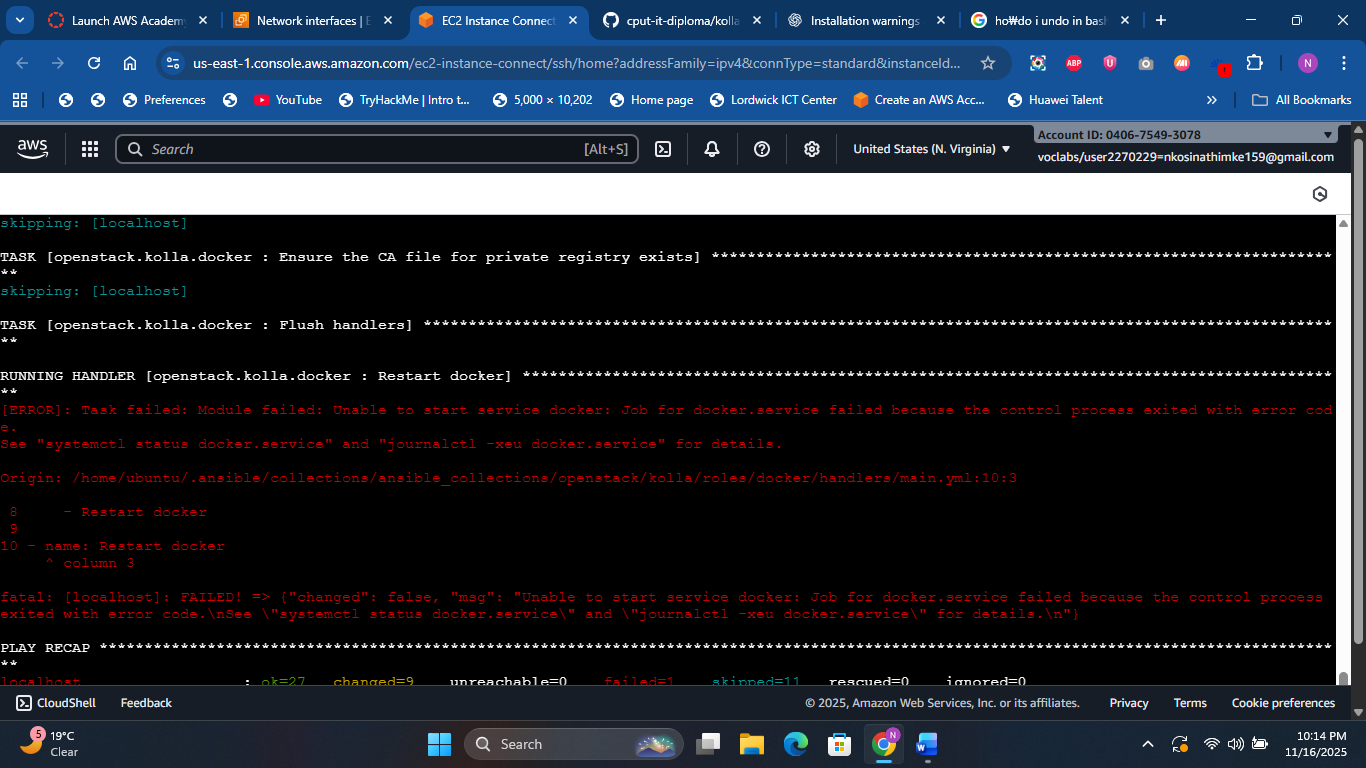 Launch AWS Academy
Network interfaces | E
EC2 Instance Connect
cput-it-diploma/kolla
Installation warnings
ho₩do i undo in bash
us-east-1.console.aws.amazon.com/ec2-instance-connect/ssh/home?addressFamily=ipv4&connType=standard&instanceId...
ABP
N
Preferences
YouTube
TryHackMe | Intro t...
5,000 × 10,202
Home page
Lordwick ICT Center
Create an AWS Acc...
Huawei Talent
All Bookmarks
aws
Search
[Alt+S]
United States (N. Virginia)
Account ID: 0406-7549-3078
voclabs/user2270229=nkosinathimke159@gmail.com
skipping: [localhost]
TASK [openstack.kolla.docker : Ensure the CA file for private registry exists] *********************************************************************
**
skipping: [localhost]
TASK [openstack.kolla.docker : Flush handlers] *****************************************************************************************************
**
RUNNING HANDLER [openstack.kolla.docker : Restart docker] ******************************************************************************************
**
[ERROR]: Task failed: Module failed: Unable to start service docker: Job for docker.service failed because the control process exited with error cod
e.
See "systemctl status docker.service" and "journalctl -xeu docker.service" for details.
Origin: /home/ubuntu/.ansible/collections/ansible_collections/openstack/kolla/roles/docker/handlers/main.yml:10:3
8 - Restart docker
9
10 - name: Restart docker
^ column 3
fatal: [localhost]: FAILED! => {"changed": false, "msg": "Unable to start service docker: Job for docker.service failed because the control process
exited with error code.\nSee \"systemctl status docker.service\" and \"journalctl -xeu docker.service\" for details.\n"}
PLAY RECAP *****************************************************************************************************************************************
**
localhost : ok=27 changed=9 unreachable=0 failed=1 skipped=11 rescued=0 ignored=0
CloudShell
Feedback
© 2025, Amazon Web Services, Inc. or its affiliates.
Privacy
Terms
Cookie preferences
5
19°C
Clear
Search
N
10:14 PM
11/16/2025